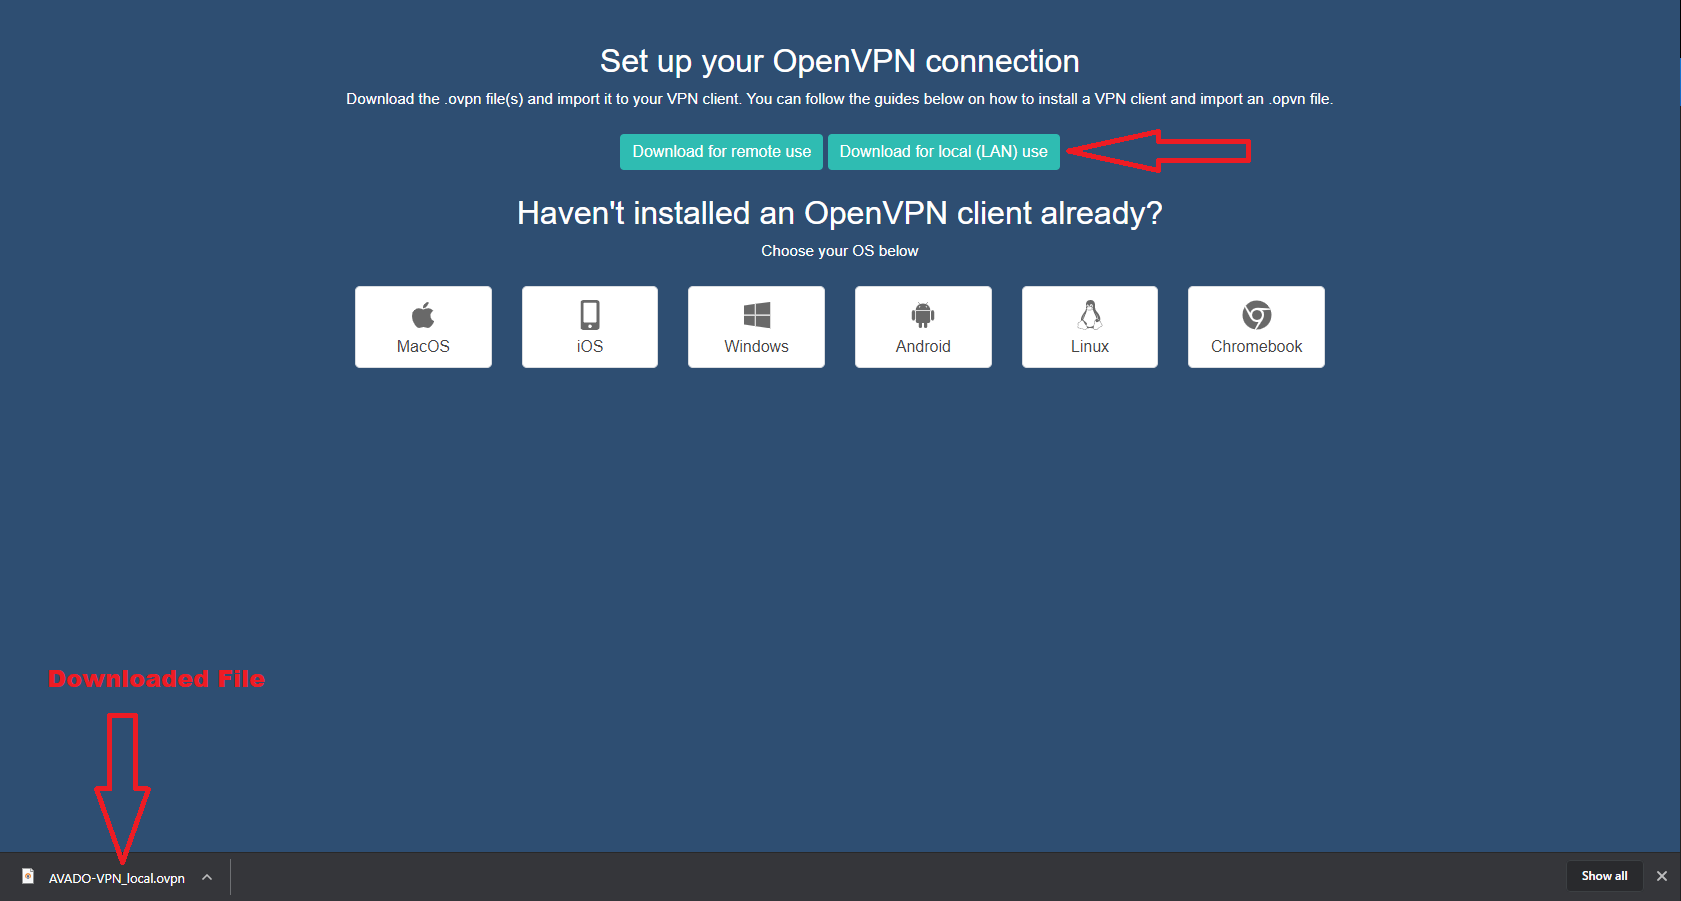 Set up your OpenVPN connection
Download the .ovpn file(s) and import it to your VPN client. You can follow the guides below on how to install a VPN client and import an .opvn file.
Download for remote use
Download for local (LAN) use
Haven't installed an OpenVPN client already?
Choose your OS below
MacOS
iOS
Windows
Android
Linux
Chromebook
Downloaded File
AVADO-VPN_local.ovpn
Show all